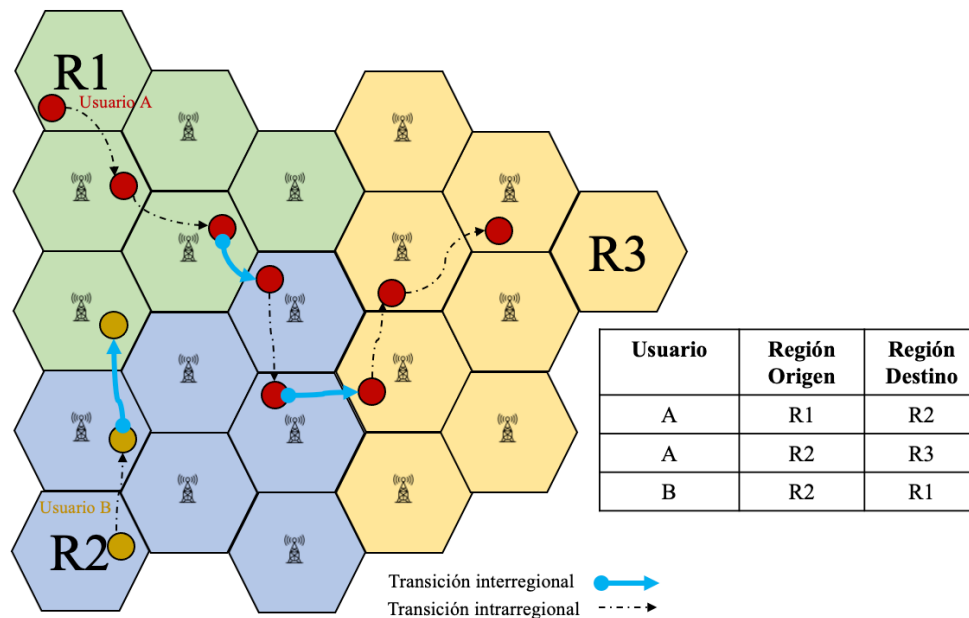 R1
Usuario A
R3
Usuario Región Origen Región Destino
A R1 R2
A R2 R3
B R2 R1
Usuario B
R2
Transición interregional
Transición intrarregional